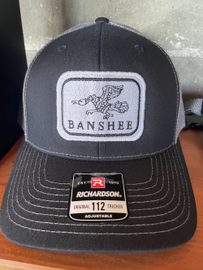 BANSHEE
R
RICHARDSON
ORIGINAL 112 TRUCKER
ADJUSTABLE